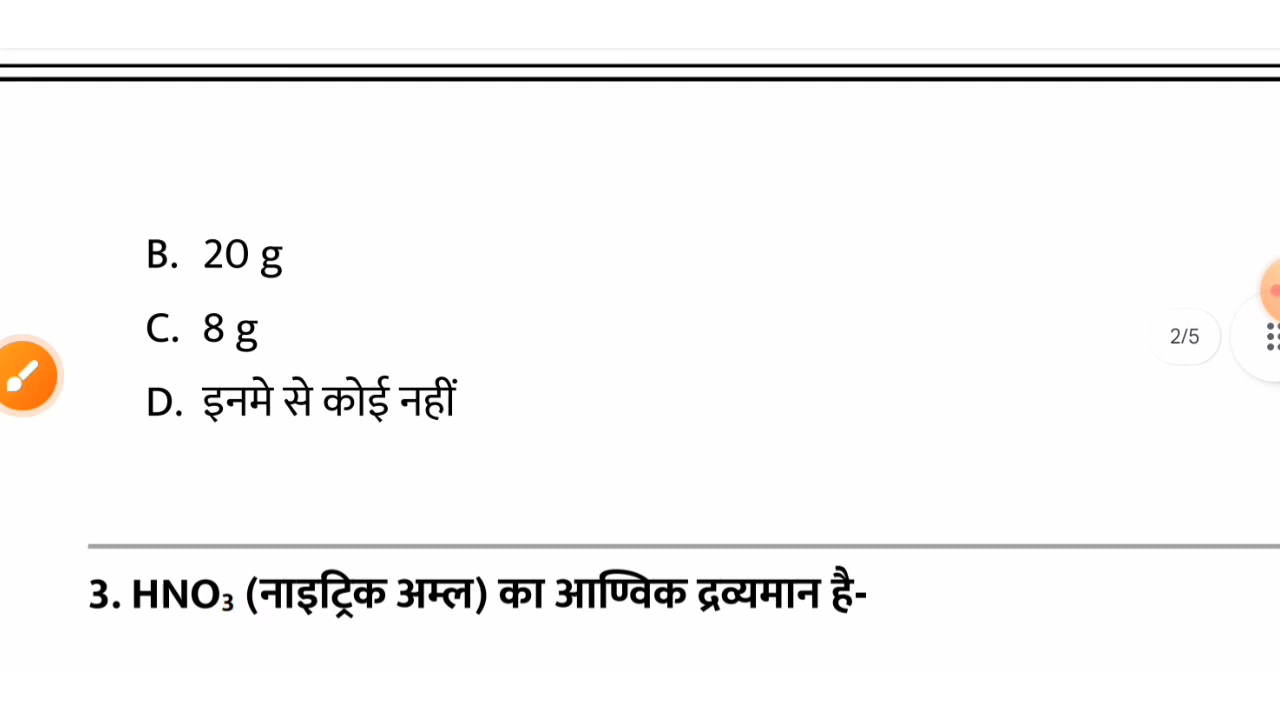 B. 20 g
C. 8 g
2/5
D. इनमे से कोई नहीं
3. HNO₃ (नाइट्रिक अम्ल) का आण्विक द्रव्यमान है-